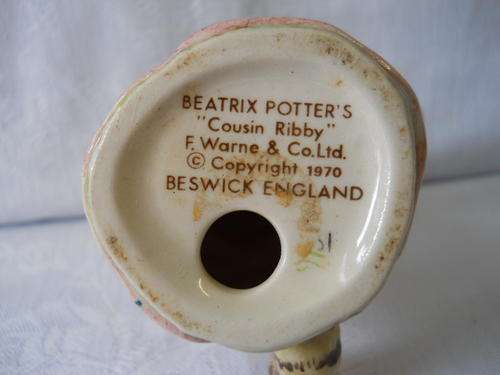 BEATRIX POTTER'S
"Cousin Ribby"
F. Warne & Co. Ltd.
© Copyright 1970
BESWICK ENGLAND